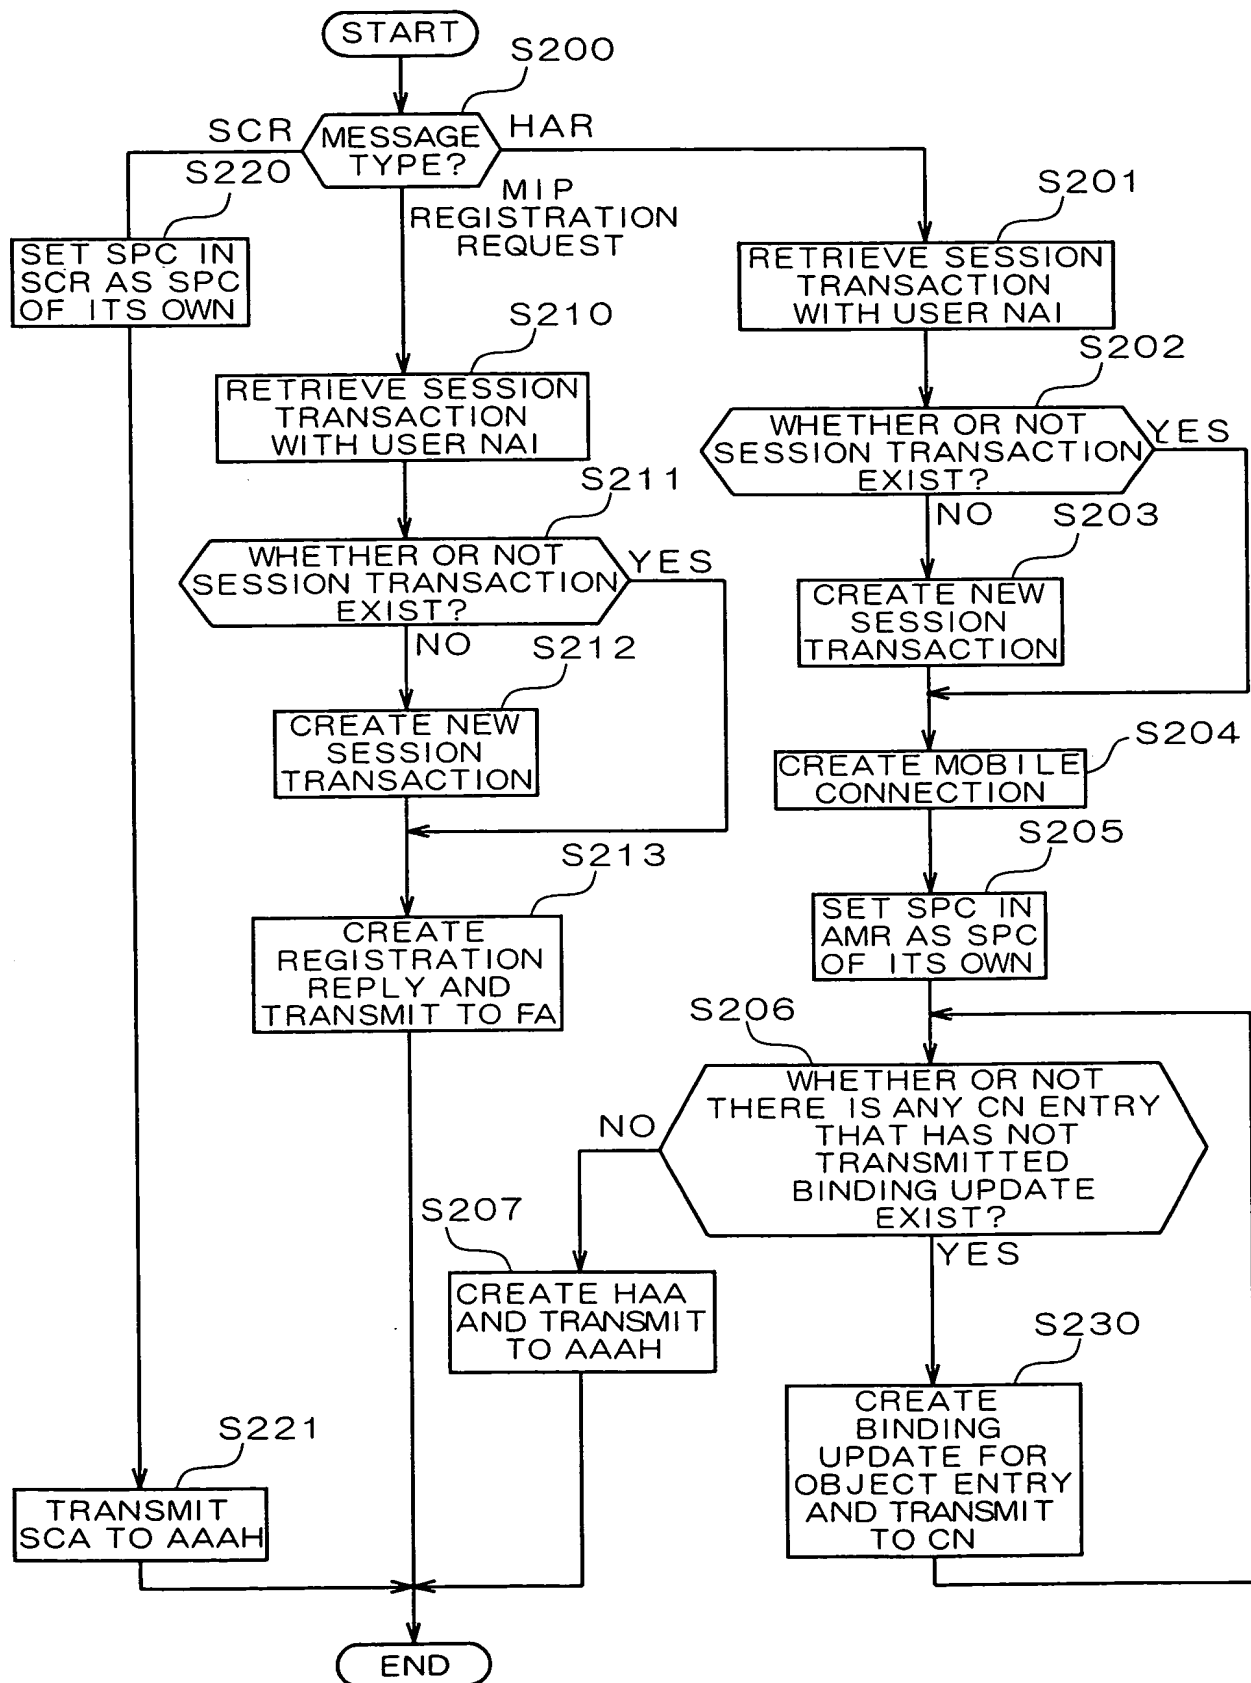 START
S200
SCR
MESSAGE
TYPE?
HAR
S220
MIP
REGISTRATION
REQUEST
S201
SET SPC IN
SCR AS SPC
OF ITS OWN
RETRIEVE SESSION
TRANSACTION
WITH USER NAI
S210
S202
RETRIEVE SESSION
TRANSACTION
WITH USER NAI
WHETHER OR NOT
SESSION TRANSACTION
EXIST?
YES
S211
NO
S203
WHETHER OR NOT
SESSION TRANSACTION
EXIST?
YES
CREATE NEW
SESSION
TRANSACTION
NO
S212
CREATE NEW
SESSION
TRANSACTION
S204
CREATE MOBILE
CONNECTION
S213
S205
CREATE
REGISTRATION
REPLY AND
TRANSMIT TO FA
SET SPC IN
AMR AS SPC
OF ITS OWN
S206
WHETHER OR NOT
THERE IS ANY CN ENTRY
THAT HAS NOT
TRANSMITTED
BINDING UPDATE
EXIST?
NO
S207
YES
CREATE HAA
AND TRANSMIT
TO AAAH
S230
CREATE
BINDING
UPDATE FOR
OBJECT ENTRY
AND TRANSMIT
TO CN
S221
TRANSMIT
SCA TO AAAH
END